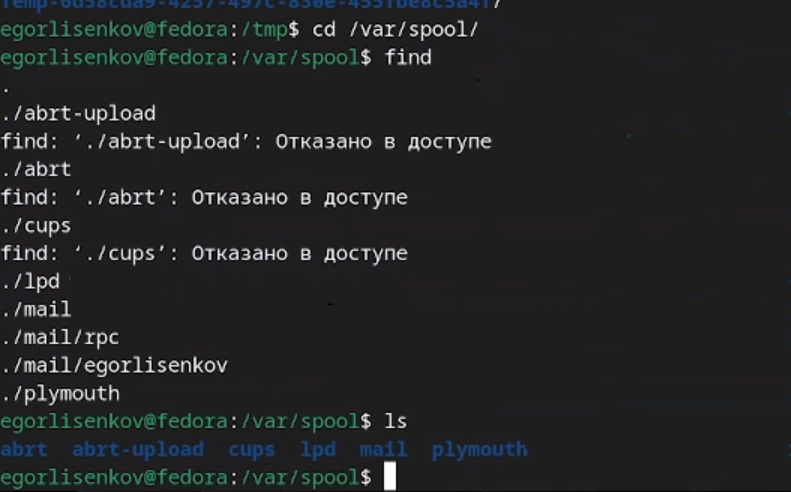 egorlisenkov@fedora:/tmp$ cd /var/spool/
egorlisenkov@fedora:/var/spool$ find
.
./abrt-upload
find: ‘./abrt-upload’: Отказано в доступе
./abrt
find: ‘./abrt’: Отказано в доступе
./cups
find: ‘./cups’: Отказано в доступе
./lpd
./mail
./mail/rpc
./mail/egorlisenkov
./plymouth
egorlisenkov@fedora:/var/spool$ ls
abrt  abrt-upload  cups  lpd  mail  plymouth
egorlisenkov@fedora:/var/spool$